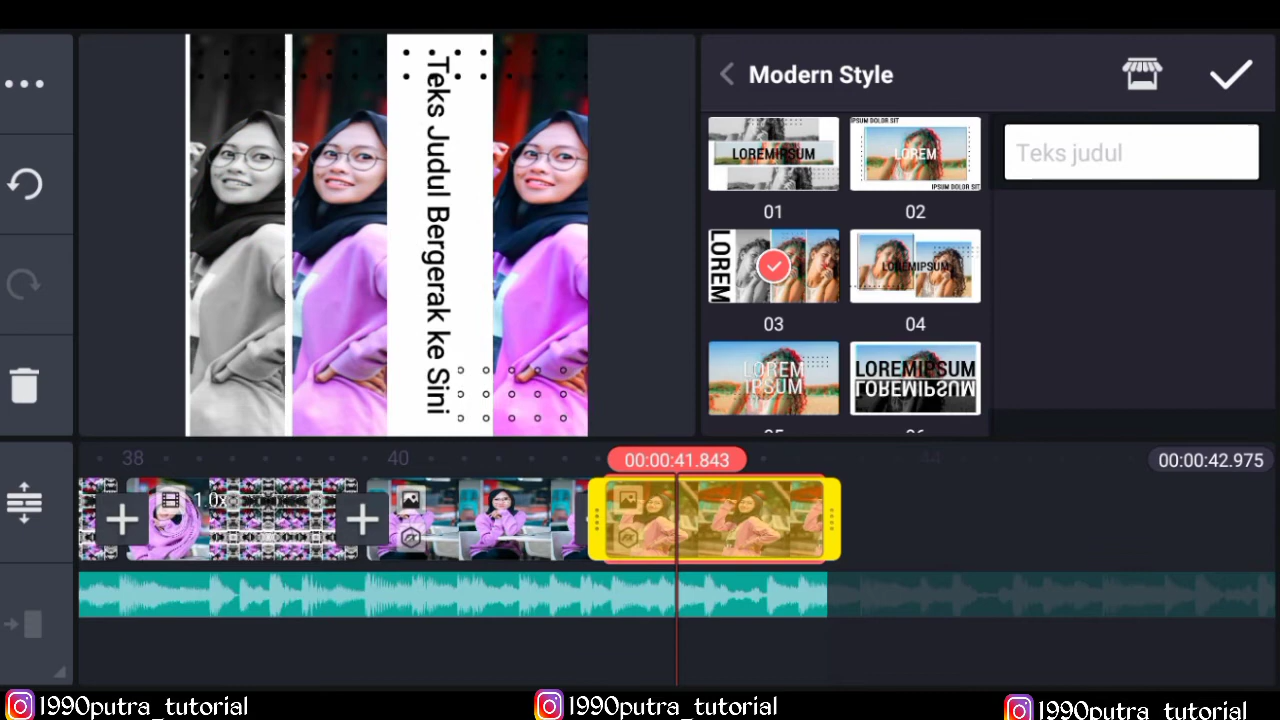 Modern Style
Teks Judul Bergerak ke Sini
LOREMIPSUM
01
IPSUM DOLOR SIT
LOREM
IPSUM DOLOR SIT
02
Teks judul
LOREM
03
LOREMIPSUM
04
LOREM
IPSUM
LOREMIPSUM
LOREMIPSUM
38
40
00:00:41.843
44
00:00:42.975
1.0x
1990putra_tutorial
1990putra_tutorial
1990putra_tutorial